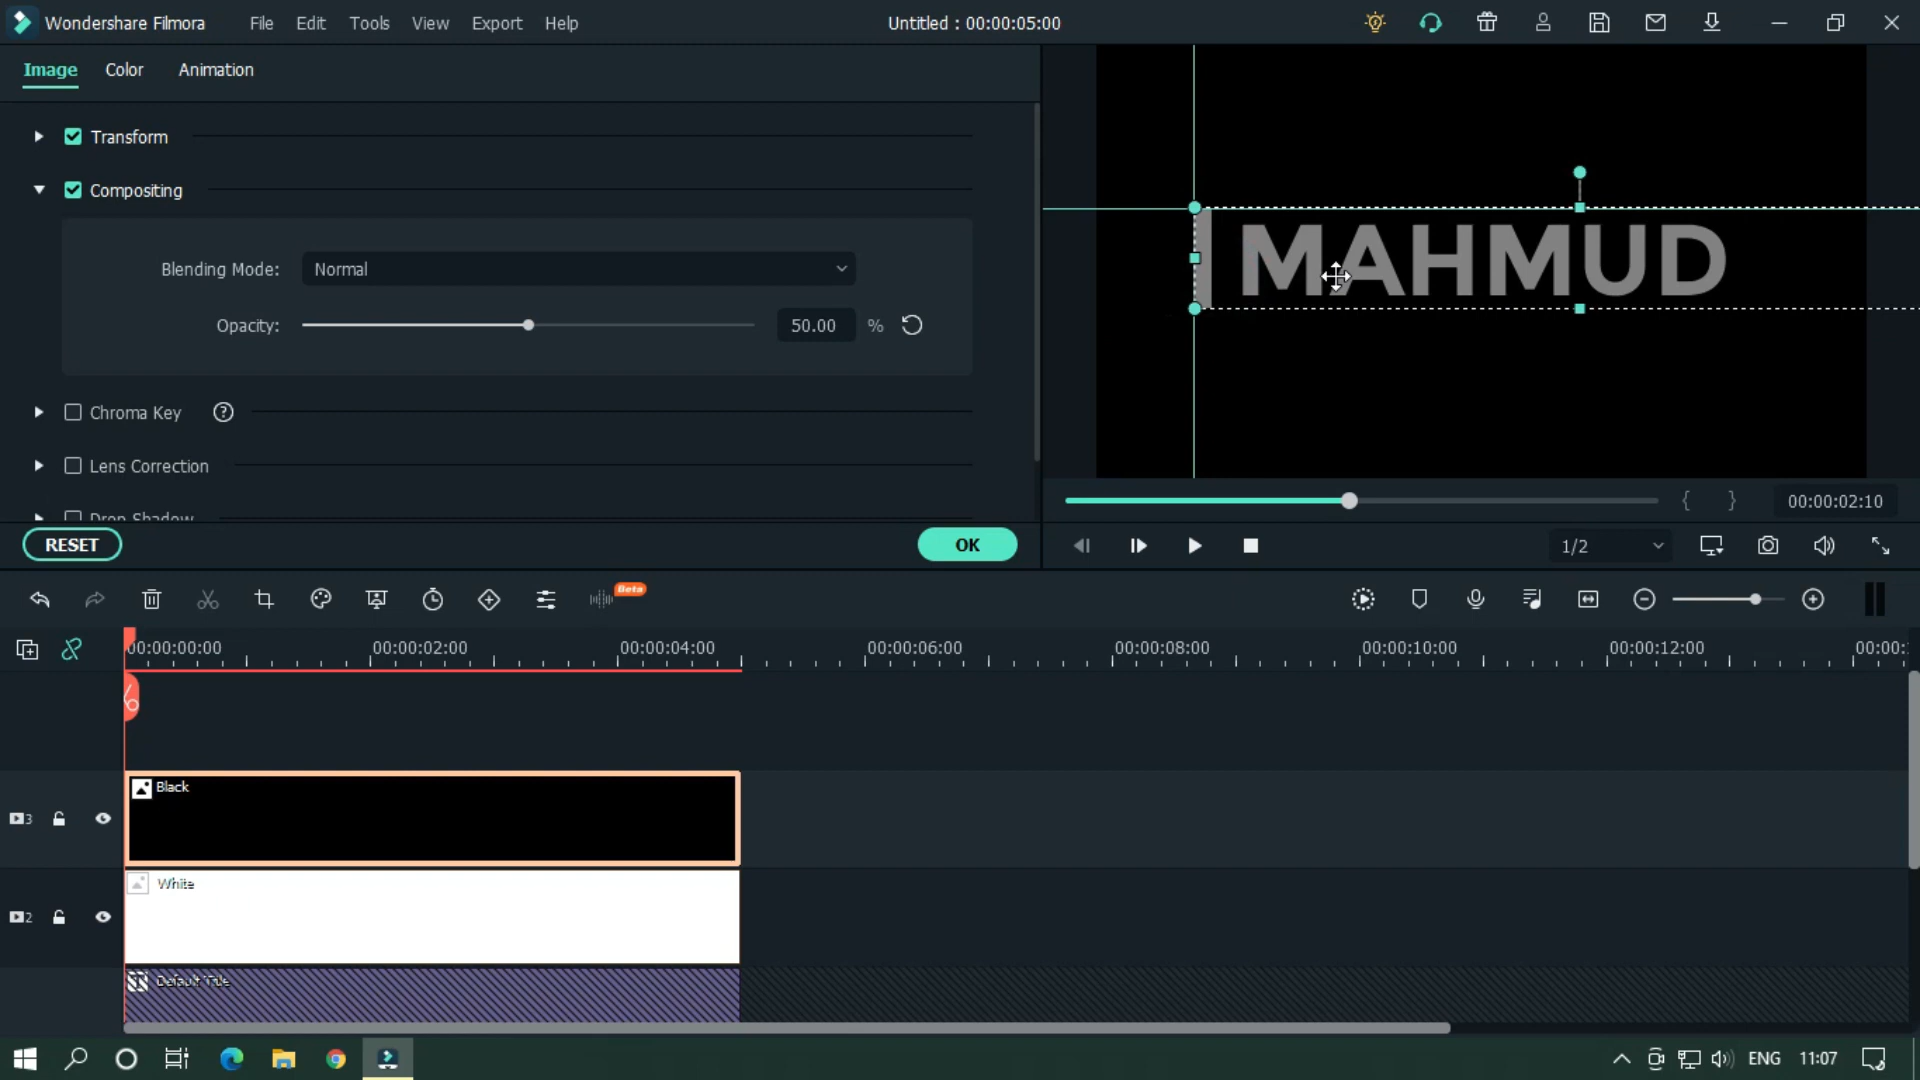 Wondershare Filmora File Edit Tools View Export Help Untitled : 00:00:05:00
Image Color Animation
Transform
Compositing
Blending Mode: Normal
Opacity: 50.00 %
Chroma Key
Lens Correction
Drop Shadow
RESET OK
MAHMUD
{ } 00:00:02:10
1/2
Beta
00:00:00:00 00:00:02:00 00:00:04:00 00:00:06:00 00:00:08:00 00:00:10:00 00:00:12:00 00:00:
Black
3
White
2
Default Title
ENG 11:07